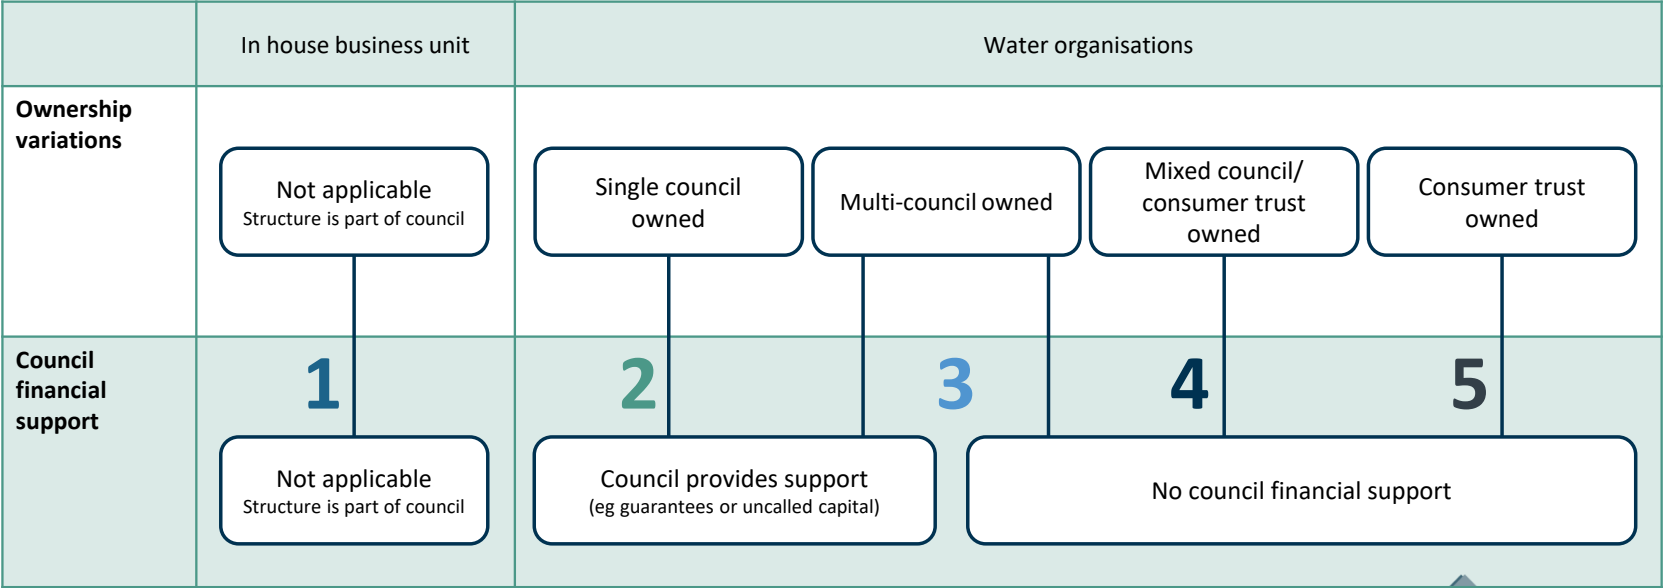 In house business unit
Water organisations
Ownership
variations
Not applicable
Structure is part of council
Single council
owned
Multi-council owned
Mixed council/
consumer trust
owned
Consumer trust
owned
Council
financial
support
1
2
3
4
5
Not applicable
Structure is part of council
Council provides support
(eg guarantees or uncalled capital)
No council financial support